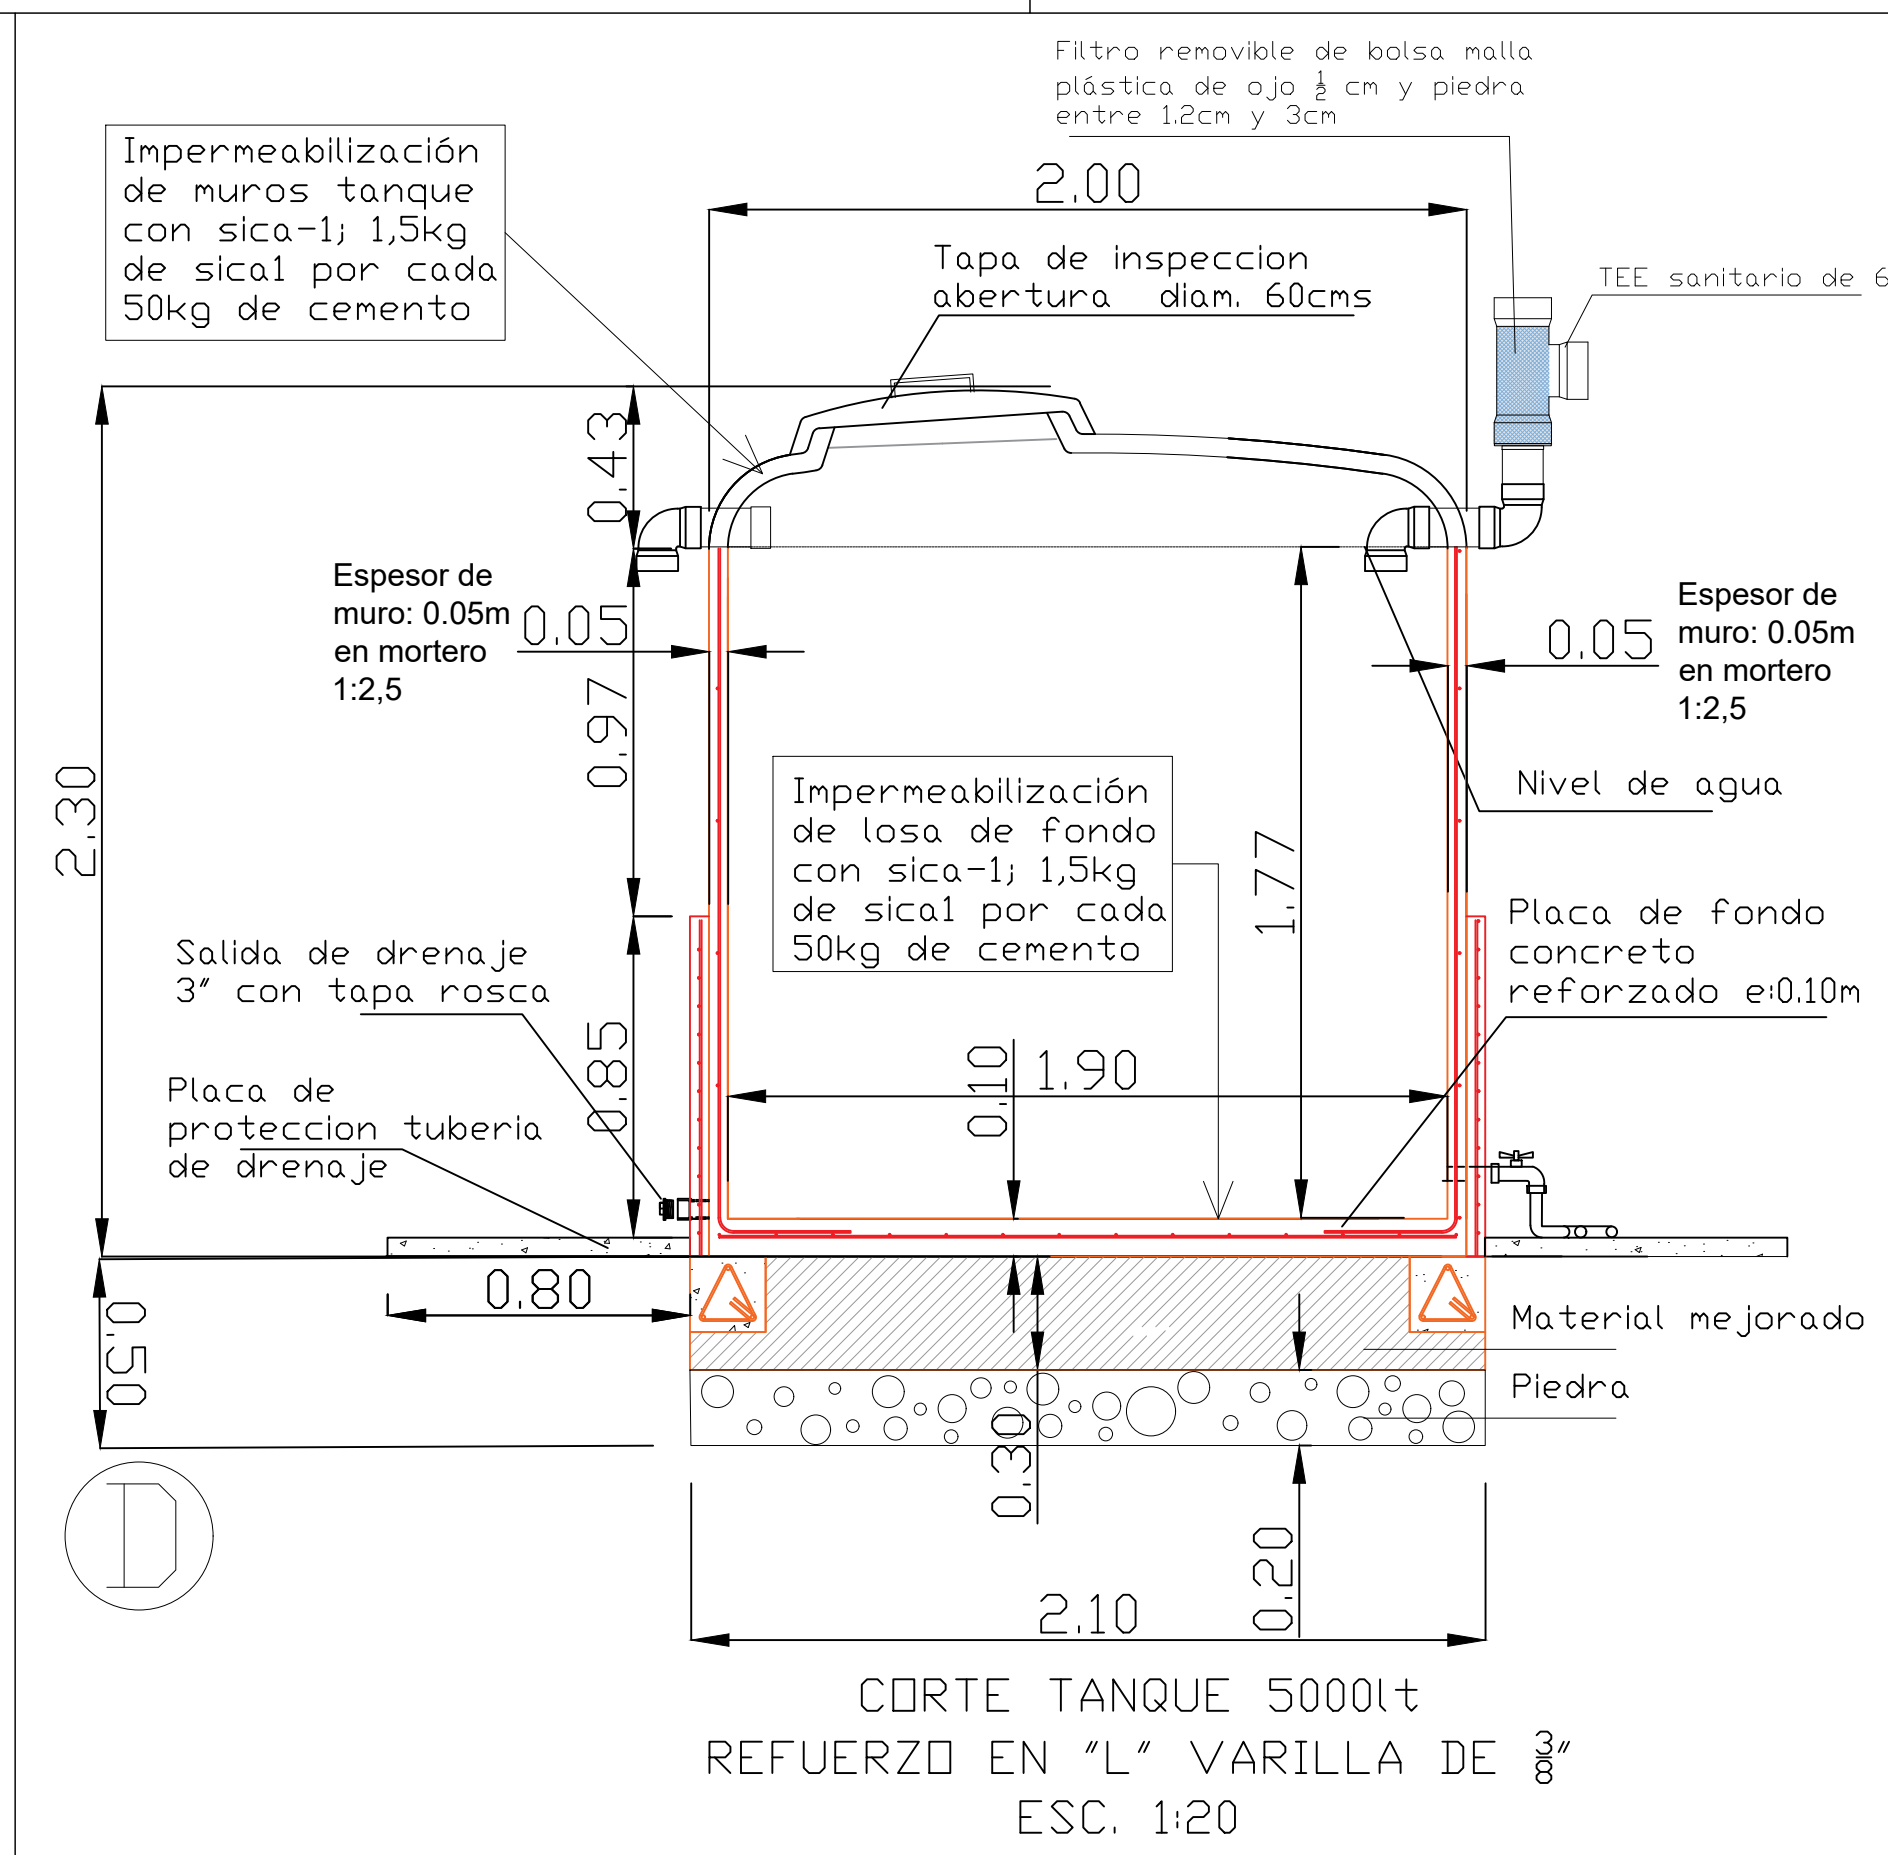 Filtro removible de bolsa malla
plástica de ojo ½ cm y piedra
entre 1.2cm y 3cm
Impermeabilización
de muros tanque
con sica-1; 1,5kg
de sica1 por cada
50kg de cemento
2.00
Tapa de inspeccion
abertura diam. 60cms
TEE sanitario de 6
0.43
Espesor de
muro: 0.05m
en mortero
1:2,5
0.05
0.05
Espesor de
muro: 0.05m
en mortero
1:2,5
0.97
2.30
Nivel de agua
Impermeabilización
de losa de fondo
con sica-1; 1,5kg
de sica1 por cada
50kg de cemento
1.77
Placa de fondo
concreto
reforzado e:0.10m
Salida de drenaje
3" con tapa rosca
0.85
0.10
1.90
Placa de
proteccion tuberia
de drenaje
0.80
0.50
Material mejorado
Piedra
0.30
0.20
D
2.10
CORTE TANQUE 5000lt
REFUERZO EN "L" VARILLA DE 3/8"
ESC. 1:20